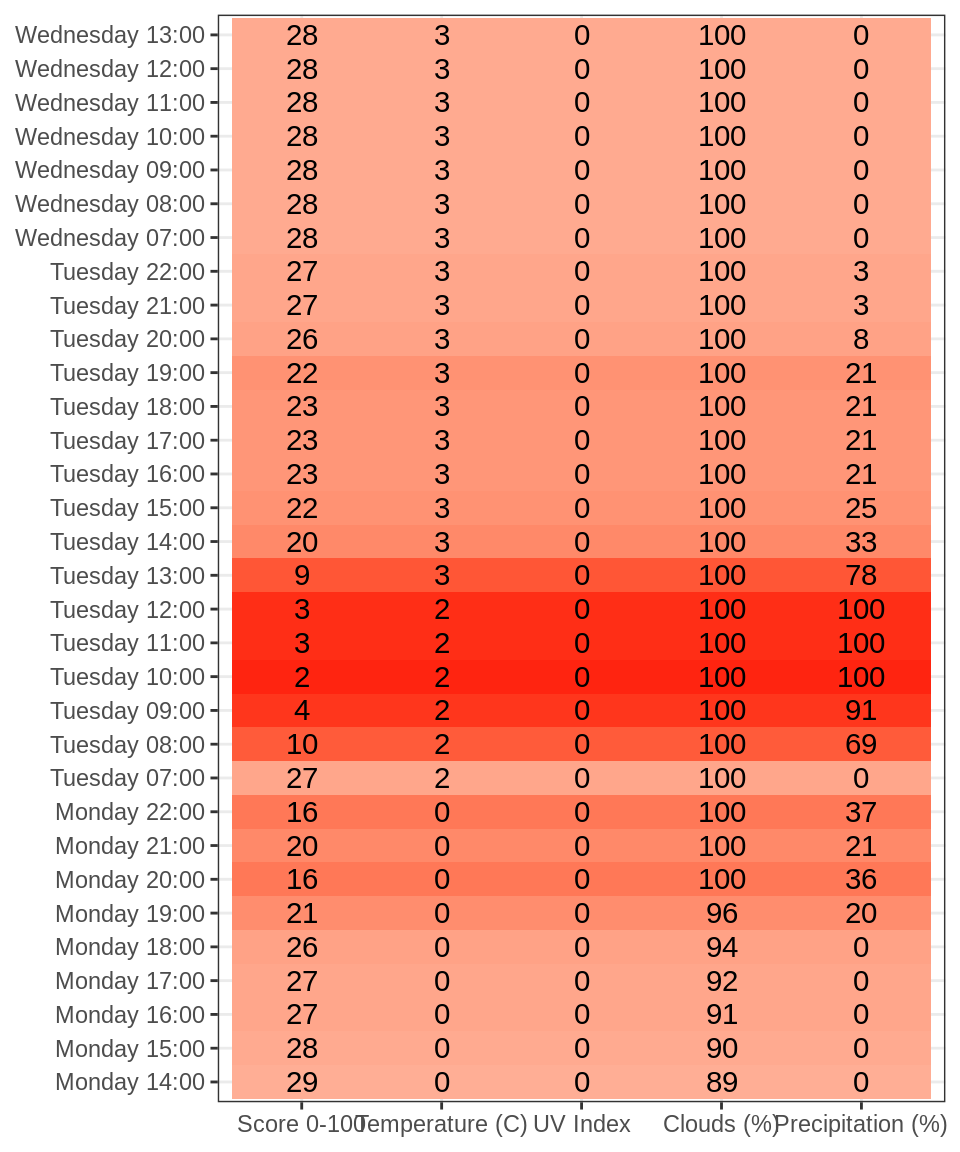 Wednesday 13:00 28 3 0 100 0
Wednesday 12:00 28 3 0 100 0
Wednesday 11:00 28 3 0 100 0
Wednesday 10:00 28 3 0 100 0
Wednesday 09:00 28 3 0 100 0
Wednesday 08:00 28 3 0 100 0
Wednesday 07:00 28 3 0 100 0
Tuesday 22:00 27 3 0 100 3
Tuesday 21:00 27 3 0 100 3
Tuesday 20:00 26 3 0 100 8
Tuesday 19:00 22 3 0 100 21
Tuesday 18:00 23 3 0 100 21
Tuesday 17:00 23 3 0 100 21
Tuesday 16:00 23 3 0 100 21
Tuesday 15:00 22 3 0 100 25
Tuesday 14:00 20 3 0 100 33
Tuesday 13:00 9 3 0 100 78
Tuesday 12:00 3 2 0 100 100
Tuesday 11:00 3 2 0 100 100
Tuesday 10:00 2 2 0 100 100
Tuesday 09:00 4 2 0 100 91
Tuesday 08:00 10 2 0 100 69
Tuesday 07:00 27 2 0 100 0
Monday 22:00 16 0 0 100 37
Monday 21:00 20 0 0 100 21
Monday 20:00 16 0 0 100 36
Monday 19:00 21 0 0 96 20
Monday 18:00 26 0 0 94 0
Monday 17:00 27 0 0 92 0
Monday 16:00 27 0 0 91 0
Monday 15:00 28 0 0 90 0
Monday 14:00 29 0 0 89 0
Score 0-100 Temperature (C) UV Index Clouds (%) Precipitation (%)